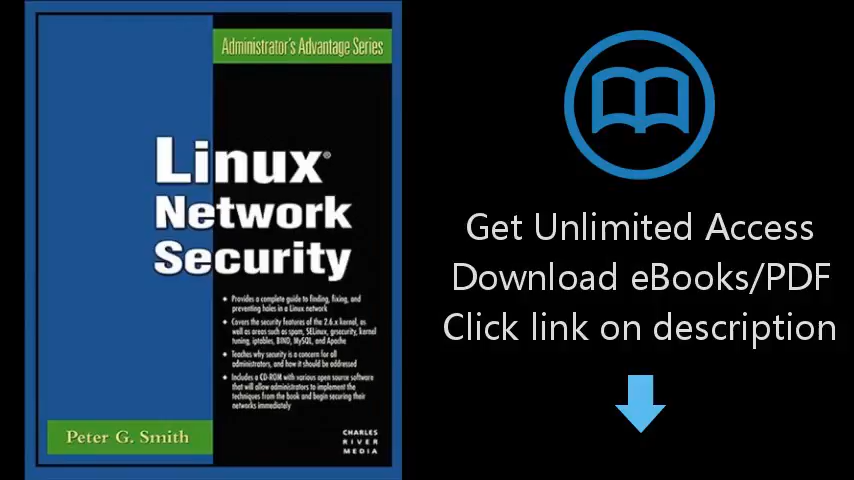 Administrator's Advantage Series
Linux®
Network
Security
Provides a complete guide to finding, fixing, and
preventing holes in a Linux network
Covers the security features of the 2.6.x kernel, as
well as areas such as spam, SELinux, grsecurity, kernel
tuning, iptables, BIND, MySQL, and Apache
Teaches why security is a concern for all
administrators, and how it should be addressed
Includes a CD-ROM with various open source software
that will allow administrators to implement the
techniques from the book and begin securing their
networks immediately
Peter G. Smith
CHARLES
RIVER
MEDIA
Get Unlimited Access
Download eBooks/PDF
Click link on description